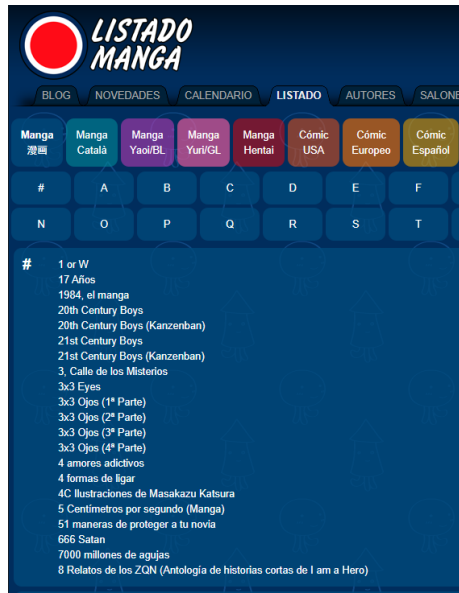 LISTADO
MANGA
BLOG NOVEDADES CALENDARIO LISTADO AUTORES SALONE
Manga
漫画
Manga
Català
Manga
Yaoi/BL
Manga
Yuri/GL
Manga
Hentai
Cómic
USA
Cómic
Europeo
Cómic
Español
# A B C D E F
N O P Q R S T
#
1 or W
17 Años
1984, el manga
20th Century Boys
20th Century Boys (Kanzenban)
21st Century Boys
21st Century Boys (Kanzenban)
3, Calle de los Misterios
3x3 Eyes
3x3 Ojos (1ª Parte)
3x3 Ojos (2ª Parte)
3x3 Ojos (3ª Parte)
3x3 Ojos (4ª Parte)
4 amores adictivos
4 formas de ligar
4C Ilustraciones de Masakazu Katsura
5 Centímetros por segundo (Manga)
51 maneras de proteger a tu novia
666 Satan
7000 millones de agujas
8 Relatos de los ZQN (Antología de historias cortas de I am a Hero)